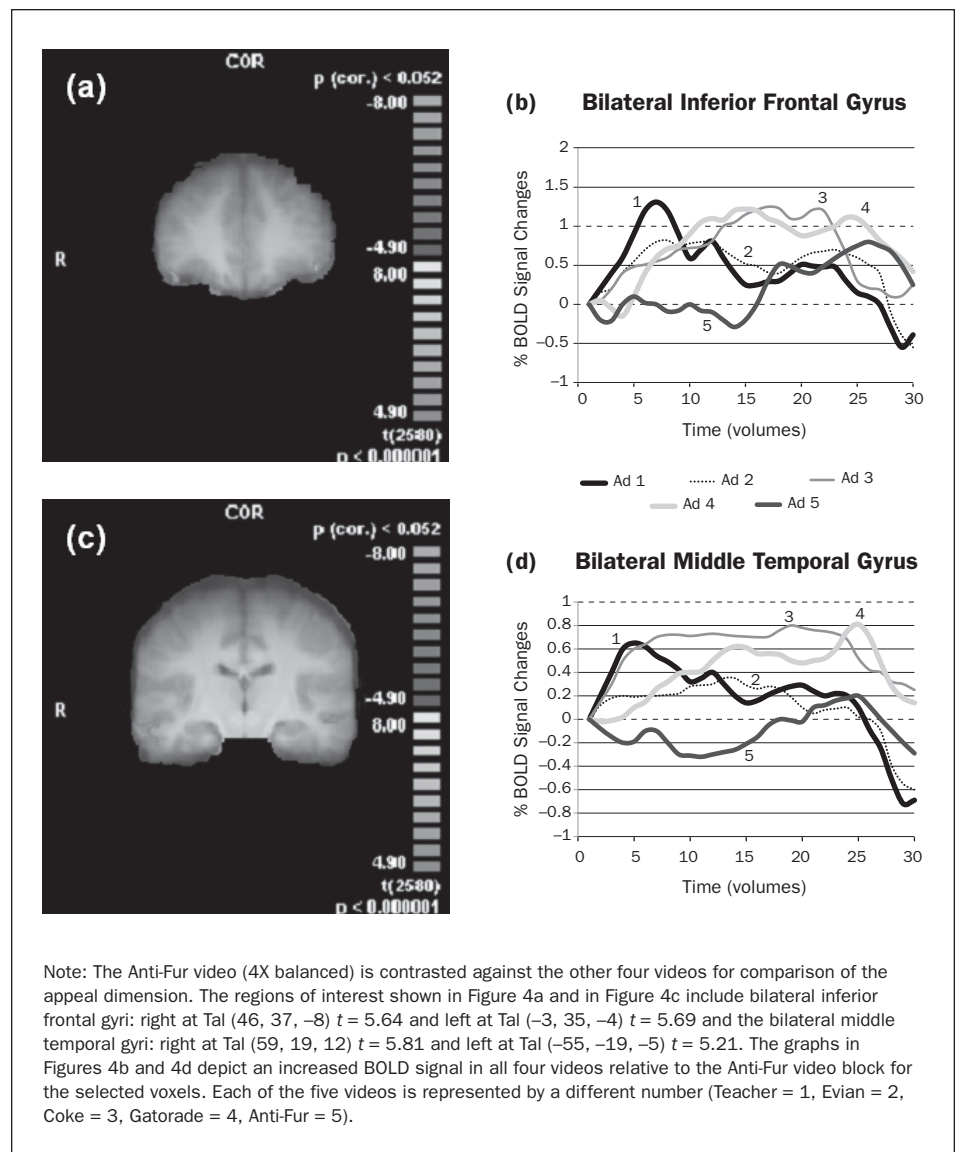 (a)
COR
p (cor.) < 0.052
-8.00
-4.90
8.00
R
4.90
t(2580)
p < 0.000001
(b) Bilateral Inferior Frontal Gyrus
% BOLD Signal Changes
2
1.5
1
0.5
0
–0.5
–1
1
2
3
4
5
0 5 10 15 20 25 30
Time (volumes)
Ad 1 Ad 2 Ad 3
Ad 4 Ad 5
(c)
COR
p (cor.) < 0.052
-8.00
-4.90
8.00
R
4.90
t(2580)
p < 0.000001
(d) Bilateral Middle Temporal Gyrus
% BOLD Signal Changes
1
0.8
0.6
0.4
0.2
0
–0.2
–0.4
–0.6
–0.8
–1
1
2
3
4
5
0 5 10 15 20 25 30
Time (volumes)
Note: The Anti-Fur video (4X balanced) is contrasted against the other four videos for comparison of the
appeal dimension. The regions of interest shown in Figure 4a and in Figure 4c include bilateral inferior
frontal gyri: right at Tal (46, 37, –8) t = 5.64 and left at Tal (–3, 35, –4) t = 5.69 and the bilateral middle
temporal gyri: right at Tal (59, 19, 12) t = 5.81 and left at Tal (–55, –19, –5) t = 5.21. The graphs in
Figures 4b and 4d depict an increased BOLD signal in all four videos relative to the Anti-Fur video block for
the selected voxels. Each of the five videos is represented by a different number (Teacher = 1, Evian = 2,
Coke = 3, Gatorade = 4, Anti-Fur = 5).